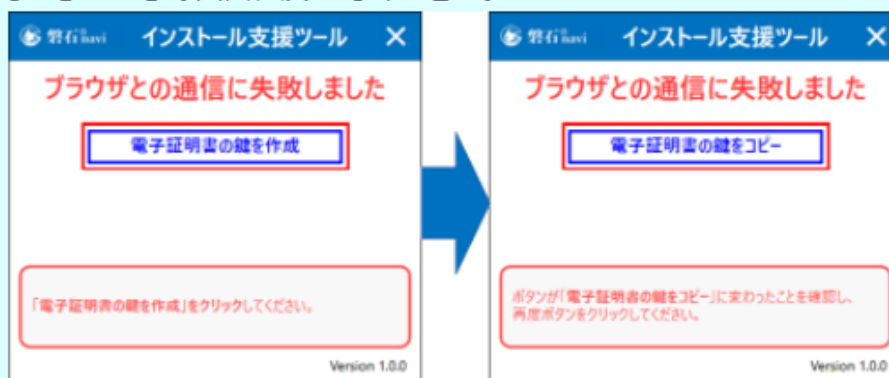 磐石navi インストール支援ツール ×
ブラウザとの通信に失敗しました
電子証明書の鍵を作成
「電子証明書の鍵を作成」をクリックしてください。
Version 1.0.0
磐石navi インストール支援ツール ×
ブラウザとの通信に失敗しました
電子証明書の鍵をコピー
ボタンが「電子証明書の鍵をコピー」に変わったことを確認し、
再度ボタンをクリックしてください。
Version 1.0.0